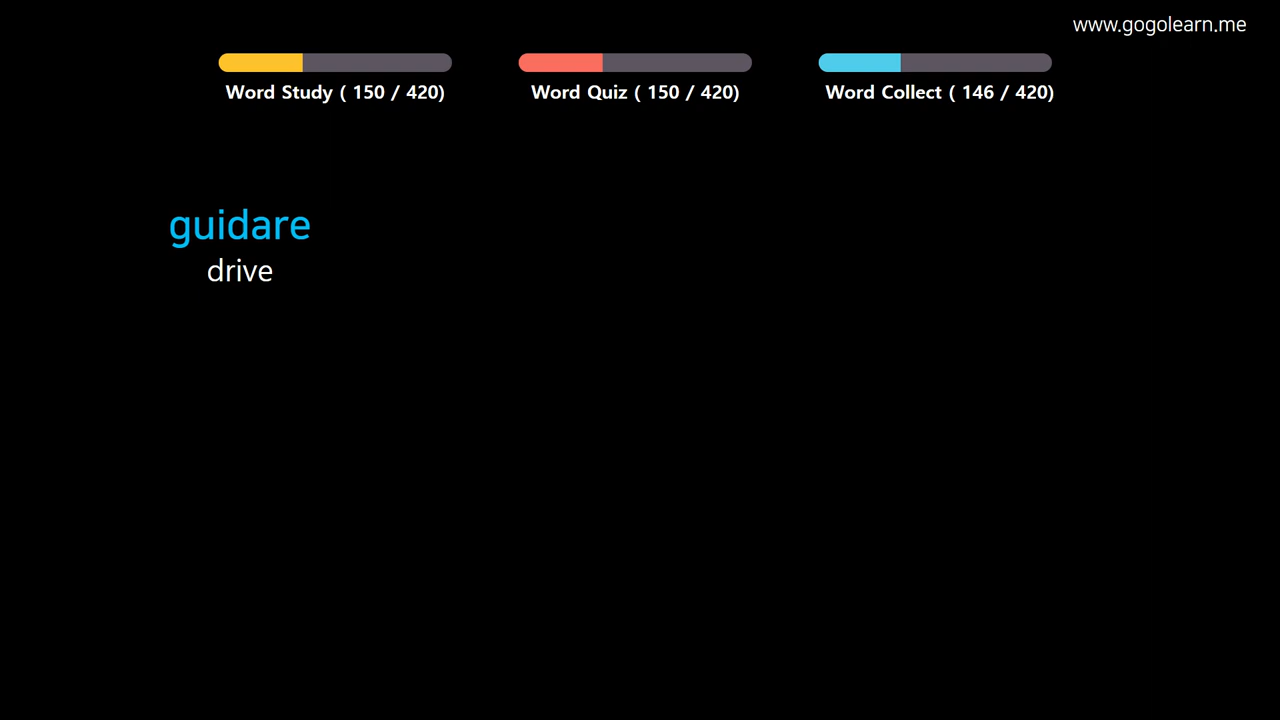 www.gogolearn.me
Word Study ( 150 / 420)
Word Quiz ( 150 / 420)
Word Collect ( 146 / 420)
guidare
drive